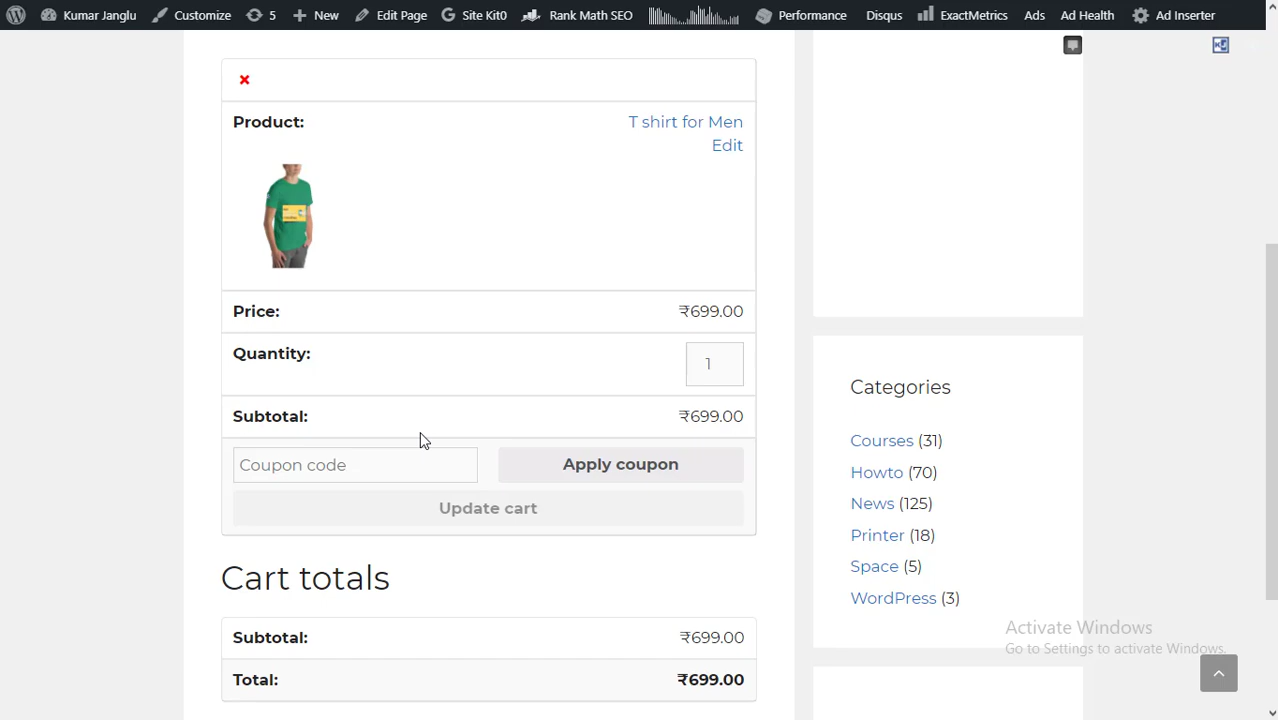 Kumar Janglu Customize 5 New Edit Page Site Kit0 Rank Math SEO Performance Disqus ExactMetrics Ads Ad Health Ad Inserter
Product: T shirt for Men
Edit
Price: ₹699.00
Quantity: 1
Subtotal: ₹699.00
Coupon code Apply coupon
Update cart
Cart totals
Subtotal: ₹699.00
Total: ₹699.00
Categories
Courses (31)
Howto (70)
News (125)
Printer (18)
Space (5)
WordPress (3)
Activate Windows
Go to Settings to activate Windows.